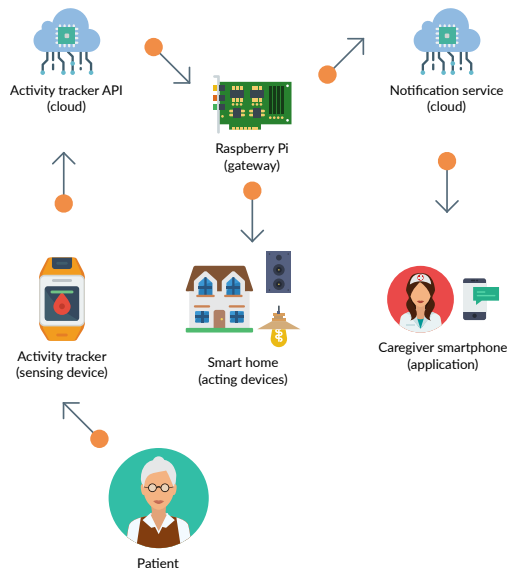 Activity tracker API
(cloud)
Notification service
(cloud)
Raspberry Pi
(gateway)
Activity tracker
(sensing device)
Smart home
(acting devices)
Caregiver smartphone
(application)
Patient